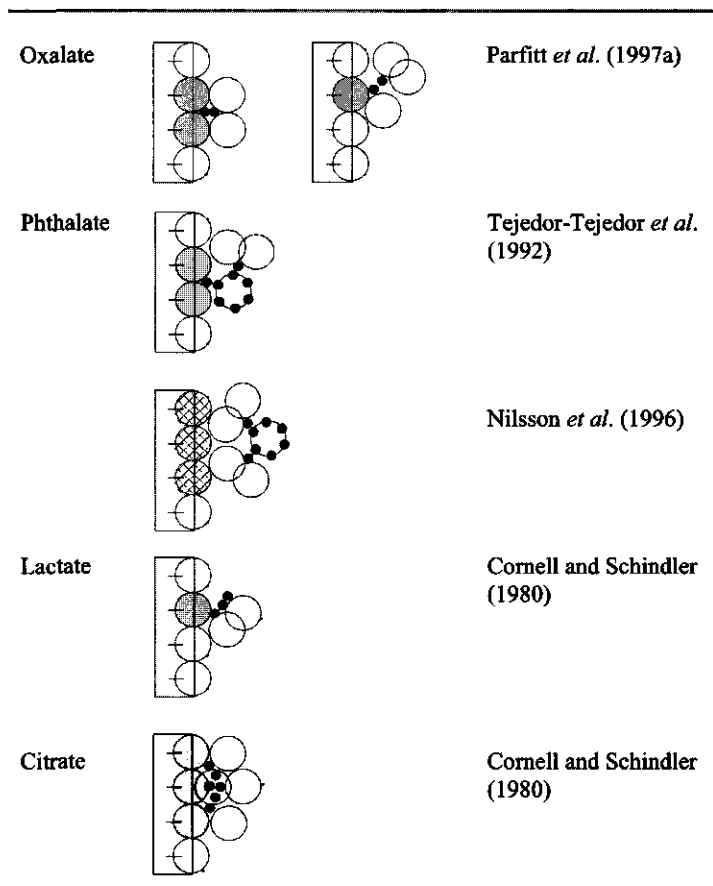 Oxalate
Parfitt et al. (1997a)
Phthalate
Tejedor-Tejedor et al.
(1992)
Nilsson et al. (1996)
Lactate
Cornell and Schindler
(1980)
Citrate
Cornell and Schindler
(1980)